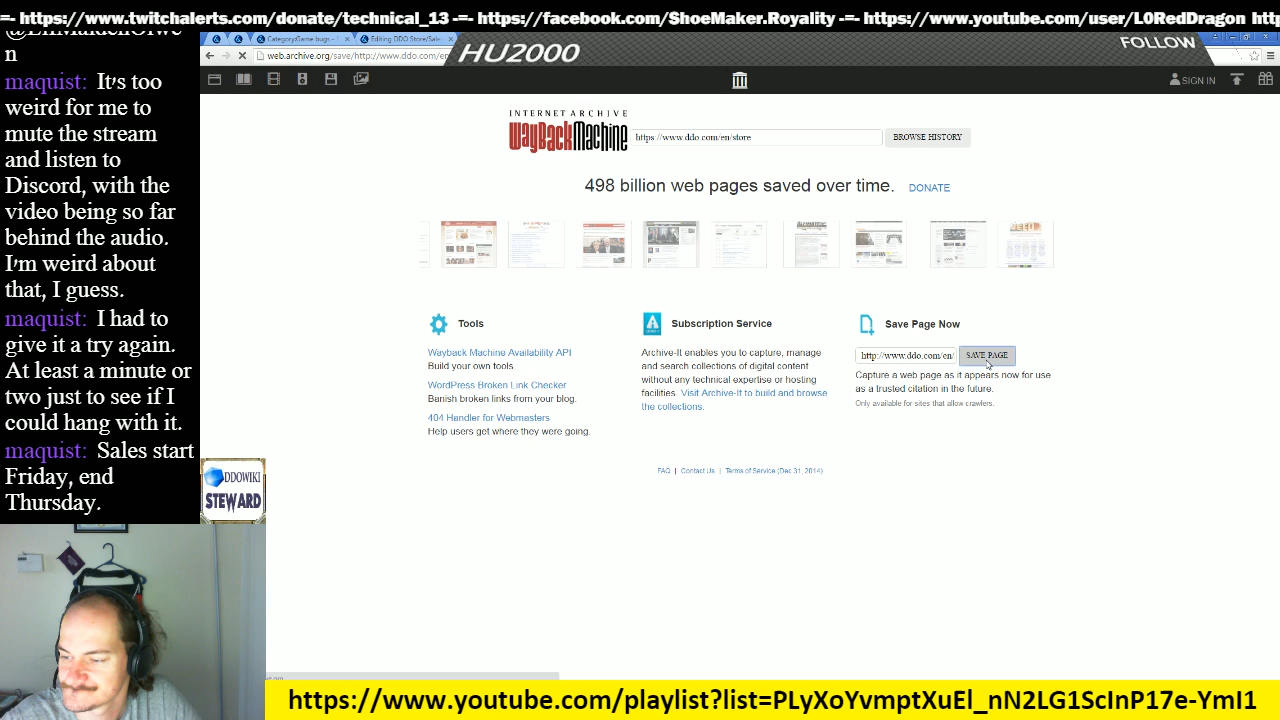 =- https://www.twitchalerts.com/donate/technical_13 -=- https://facebook.com/ShoeMaker.Royality -=- https://www.youtube.com/user/L0RedDragon
n
maquist: It's too
weird for me to
mute the stream
and listen to
Discord, with the
video being so far
behind the audio.
I'm weird about
that, I guess.
maquist: I had to
give it a try again.
At least a minute or
two just to see if I
could hang with it.
maquist: Sales start
Friday, end
Thursday.
DDOWIKI
STEWARD
Category:Game bugs -
Editing DDO Store/Sale
HU2000
FOLLOW
web.archive.org/save/http://www.ddo.com/en
SIGN IN
INTERNET ARCHIVE
WayBackMachine
https://www.ddo.com/en/store
BROWSE HISTORY
498 billion web pages saved over time.
DONATE
Tools
Wayback Machine Availability API
Build your own tools.
WordPress Broken Link Checker
Banish broken links from your blog.
404 Handler for Webmasters
Help users get where they were going.
Subscription Service
Archive-It enables you to capture, manage
and search collections of digital content
without any technical expertise or hosting
facilities. Visit Archive-It to build and browse
the collections.
Save Page Now
http://www.ddo.com/en/
SAVE PAGE
Capture a web page as it appears now for use
as a trusted citation in the future.
Only available for sites that allow crawlers.
FAQ | Contact Us | Terms of Service (Dec 31, 2014)
https://www.youtube.com/playlist?list=PLyXoYvmptXuEl_nN2LG1ScInP17e-YmI1